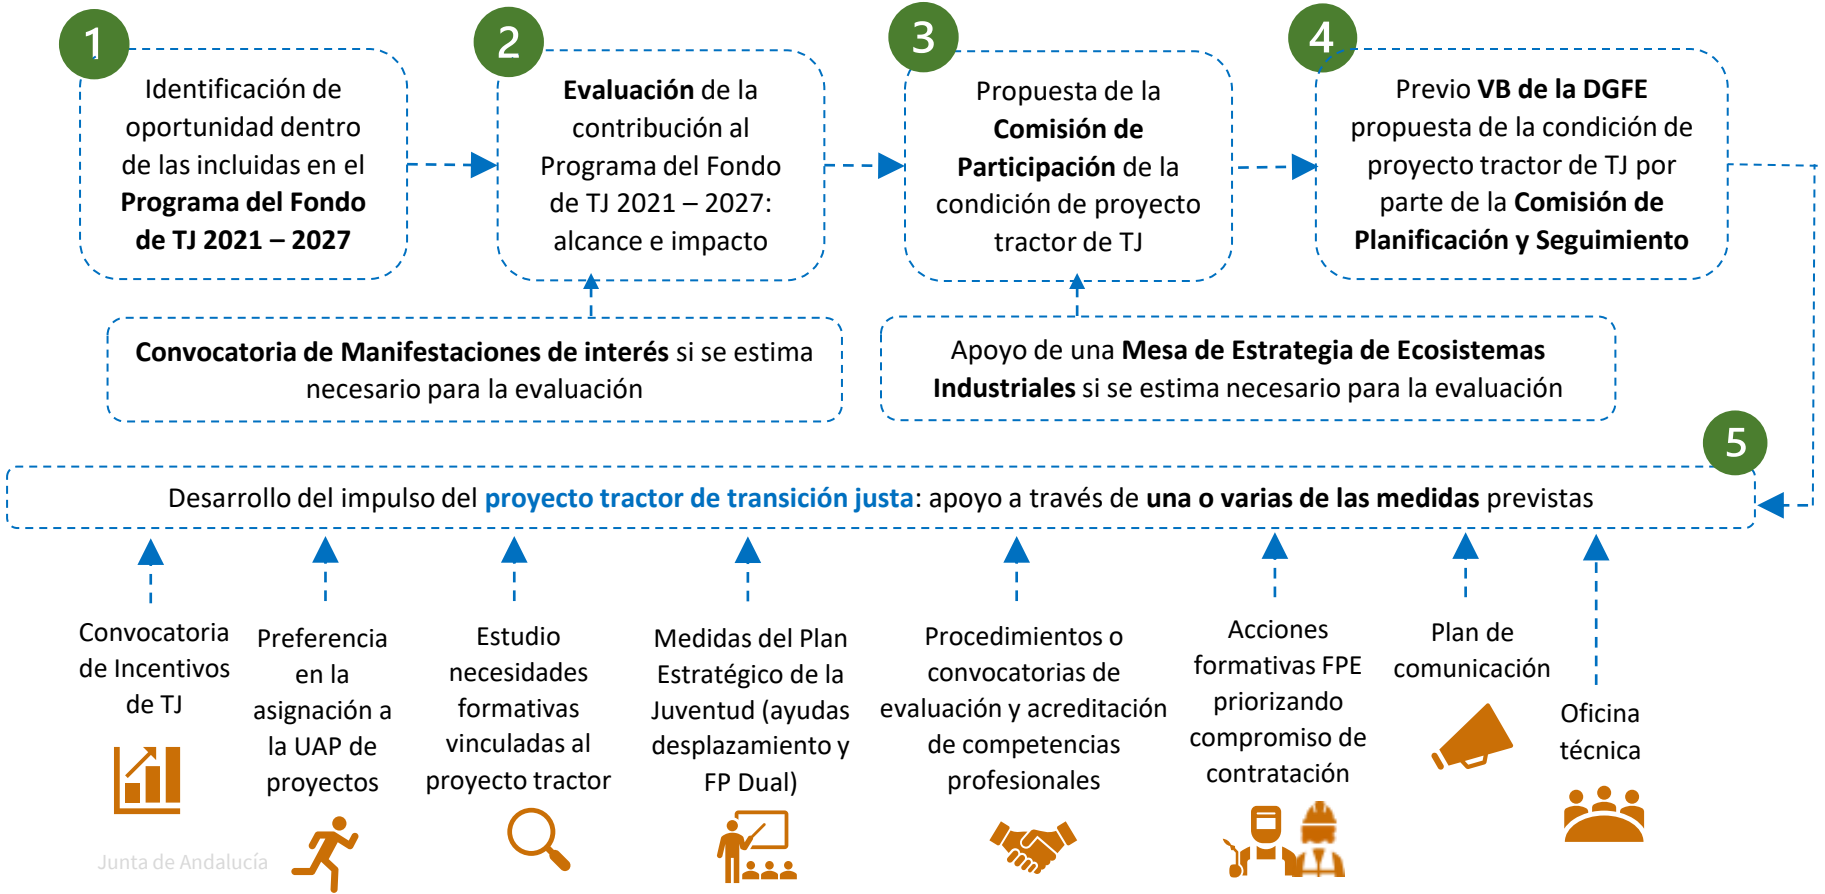 1
Identificación de
oportunidad dentro
de las incluidas en el
Programa del Fondo
de TJ 2021 – 2027
2
Evaluación de la
contribución al
Programa del Fondo
de TJ 2021 – 2027:
alcance e impacto
3
Propuesta de la
Comisión de
Participación de la
condición de proyecto
tractor de TJ
4
Previo VB de la DGFE
propuesta de la condición de
proyecto tractor de TJ por
parte de la Comisión de
Planificación y Seguimiento
Convocatoria de Manifestaciones de interés si se estima
necesario para la evaluación
Apoyo de una Mesa de Estrategia de Ecosistemas
Industriales si se estima necesario para la evaluación
5
Desarrollo del impulso del proyecto tractor de transición justa: apoyo a través de una o varias de las medidas previstas
Convocatoria
de Incentivos
de TJ
Preferencia
en la
asignación a
la UAP de
proyectos
Estudio
necesidades
formativas
vinculadas al
proyecto tractor
Medidas del Plan
Estratégico de la
Juventud (ayudas
desplazamiento y
FP Dual)
Procedimientos o
convocatorias de
evaluación y acreditación
de competencias
profesionales
Acciones
formativas FPE
priorizando
compromiso de
contratación
Plan de
comunicación
Oficina
técnica
Junta de Andalucía